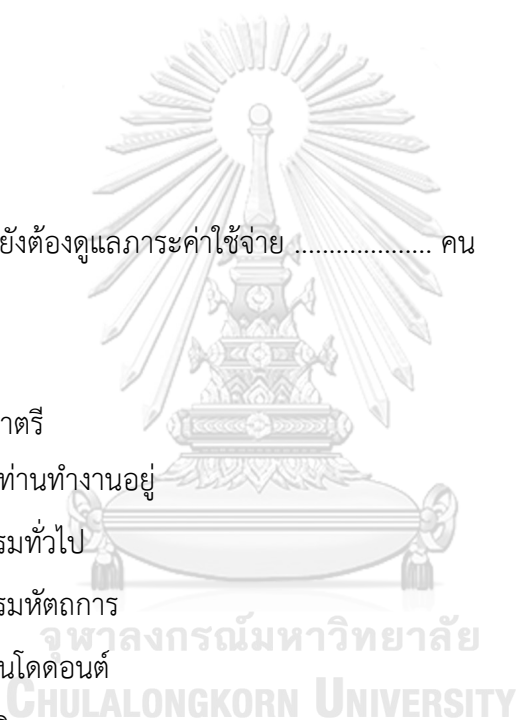 ยังต้องดูแลภาระค่าใช้จ่าย ................... คน
าตรี
ท่านทำงานอยู่
รมทั่วไป
รมหัตถการ
จุฬาลงกรณ์มหาวิทยาลัย
นโดดอนต์
CHULALONGKORN UNIVERSITY